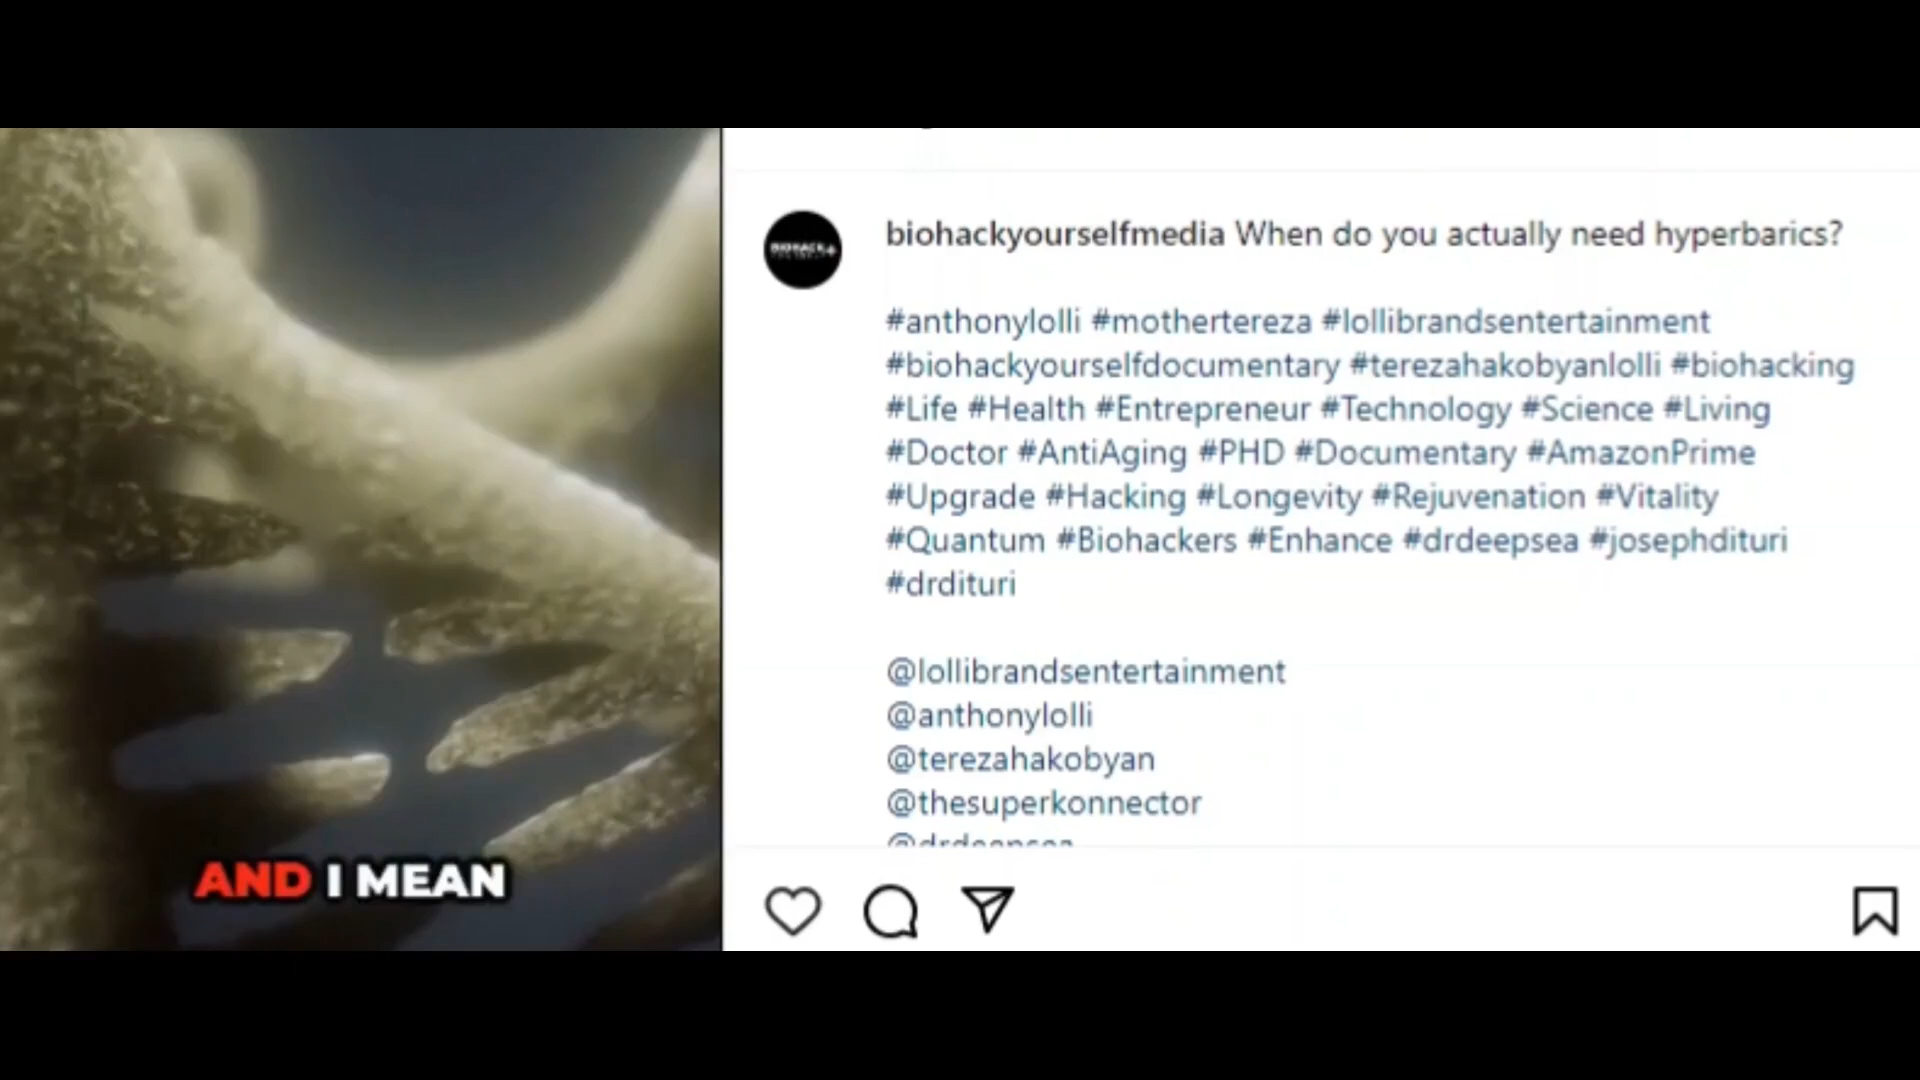 AND I MEAN
biohackyourselfmedia When do you actually need hyperbarics?
#anthonylolli #mothertereza #lollibrandsentertainment
#biohackyourselfdocumentary #terezahakobyanlolli #biohacking
#Life #Health #Entrepreneur #Technology #Science #Living
#Doctor #AntiAging #PHD #Documentary #AmazonPrime
#Upgrade #Hacking #Longevity #Rejuvenation #Vitality
#Quantum #Biohackers #Enhance #drdeepsea #josephdituri
#drdituri
@lollibrandsentertainment
@anthonylolli
@terezahakobyan
@thesuperkonnector
@drdeepsea